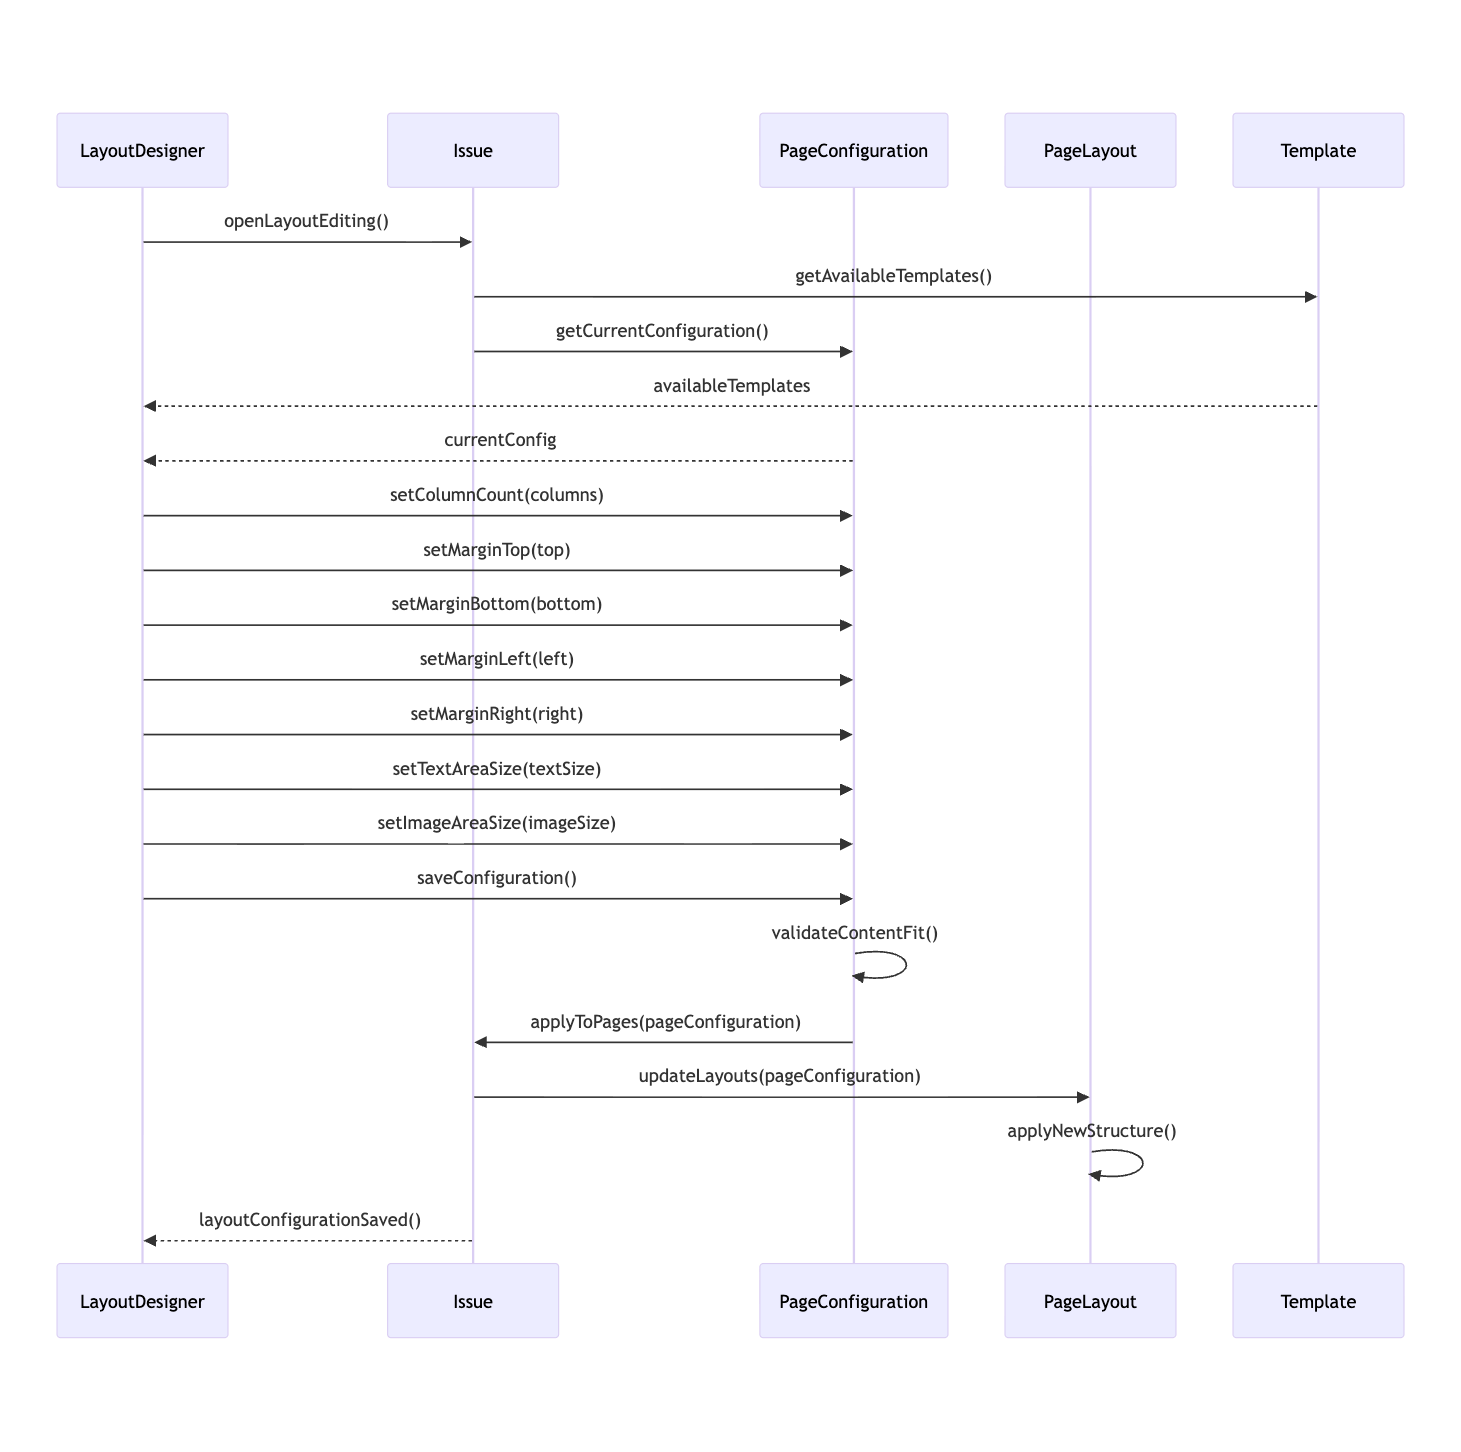 LayoutDesigner
Issue
PageConfiguration
PageLayout
Template
openLayoutEditing()
getAvailableTemplates()
getCurrentConfiguration()
availableTemplates
currentConfig
setColumnCount(columns)
setMarginTop(top)
setMarginBottom(bottom)
setMarginLeft(left)
setMarginRight(right)
setTextAreaSize(textSize)
setImageAreaSize(imageSize)
saveConfiguration()
validateContentFit()
applyToPages(pageConfiguration)
updateLayouts(pageConfiguration)
applyNewStructure()
layoutConfigurationSaved()
LayoutDesigner
Issue
PageConfiguration
PageLayout
Template